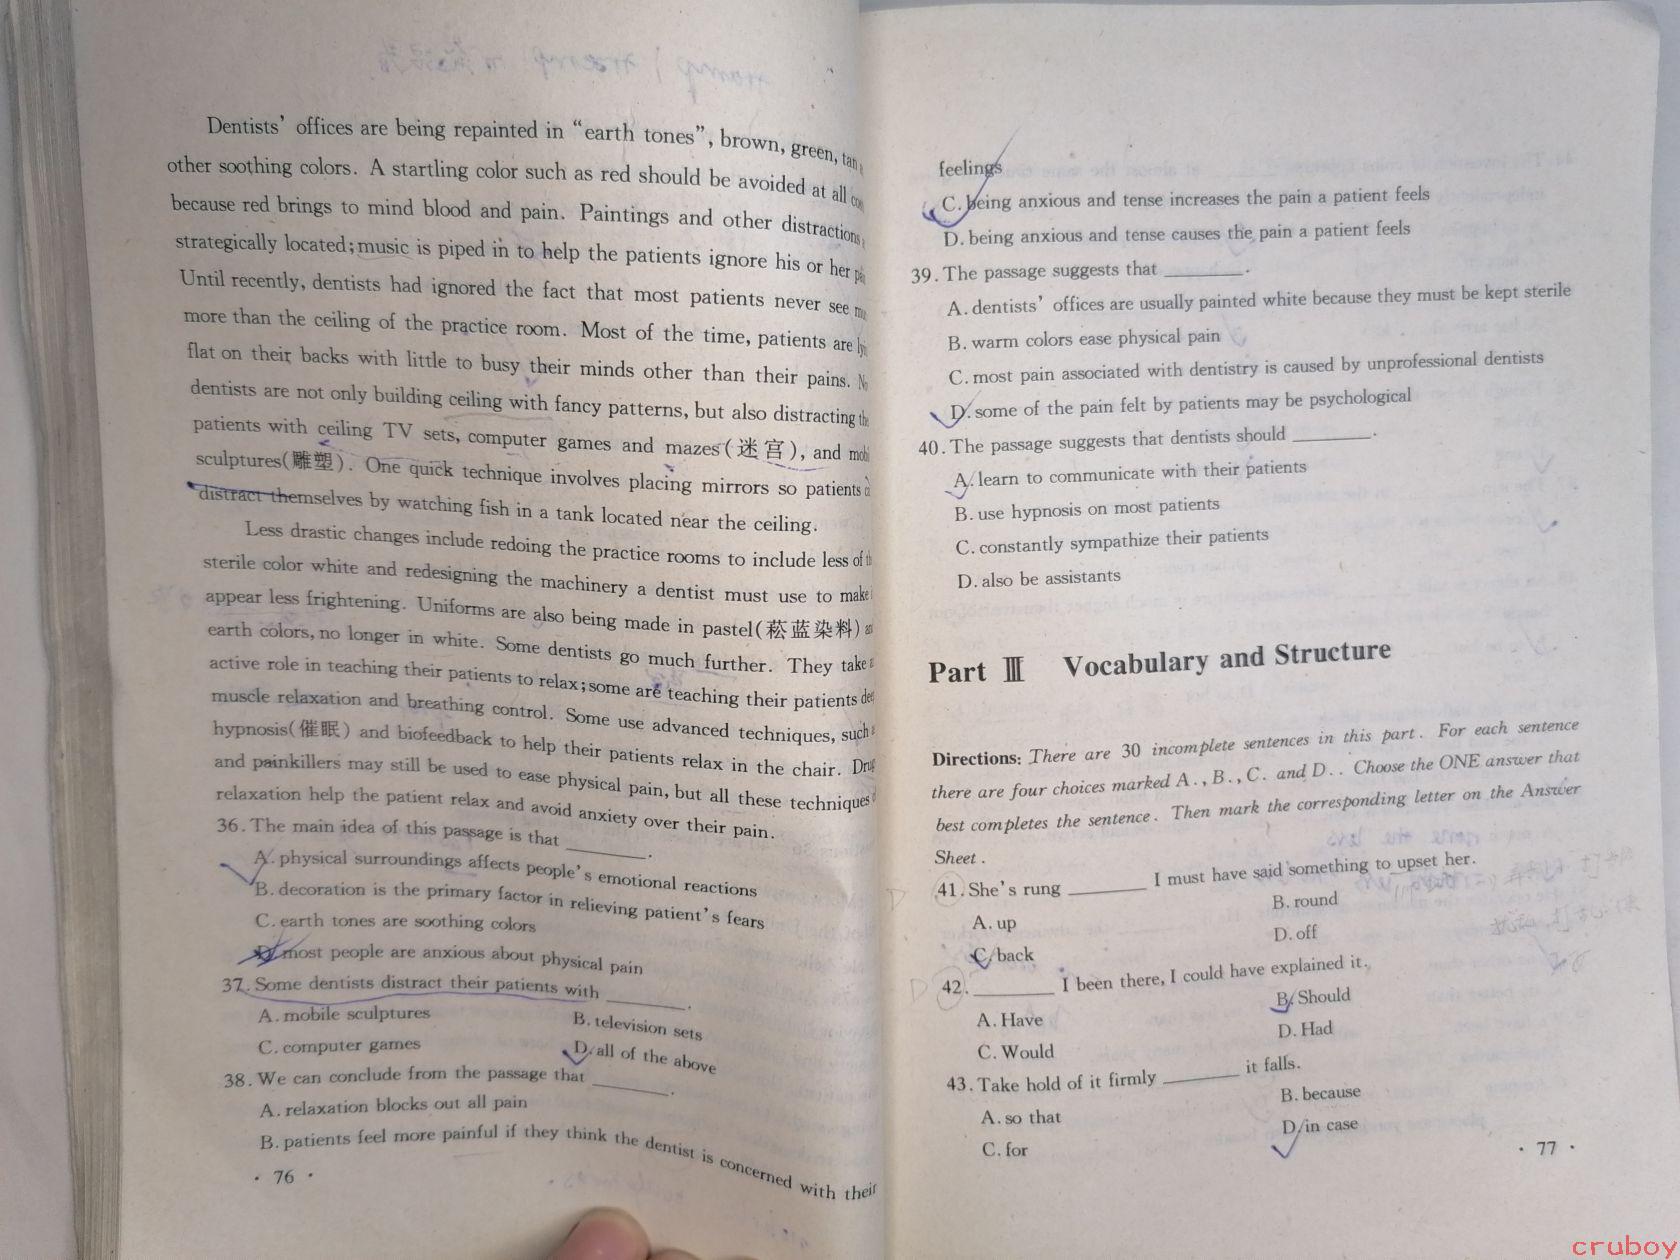 Dentists' offices are being repainted in “earth tones”, brown, green, tan
other soothing colors. A startling color such as red should be avoided at all
because red brings to mind blood and pain. Paintings and other distractions
strategically located; music is piped in to help the patients ignore his or her
Until recently, dentists had ignored the fact that most patients never see
more than the ceiling of the practice room. Most of the time, patients are
flat on their backs with little to busy their minds other than their pains.
dentists are not only building ceiling with fancy patterns, but also distracting
patients with ceiling TV sets, computer games and mazes(迷宫), and
sculptures(雕塑). One quick technique involves placing mirrors so patients
distract themselves by watching fish in a tank located near the ceiling.
Less drastic changes include redoing the practice rooms to include less of
sterile color white and redesigning the machinery a dentist must use to make
appear less frightening. Uniforms are also being made in pastel(菘蓝染料)
earth colors, no longer in white. Some dentists go much further. They take
active role in teaching their patients to relax; some are teaching their patients
muscle relaxation and breathing control. Some use advanced techniques, such
hypnosis(催眠) and biofeedback to help their patients relax in the chair.
and painkillers may still be used to ease physical pain, but all these techniques
relaxation help the patient relax and avoid anxiety over their pain.
36. The main idea of this passage is that ________.
A. physical surroundings affects people's emotional reactions
B. decoration is the primary factor in relieving patient's fears
C. earth tones are soothing colors
D. most people are anxious about physical pain
37. Some dentists distract their patients with ________.
A. mobile sculptures B. television sets
C. computer games D. all of the above
38. We can conclude from the passage that ________.
A. relaxation blocks out all pain
B. patients feel more painful if they think the dentist is concerned with their
· 76 ·
feelings
C. being anxious and tense increases the pain a patient feels
D. being anxious and tense causes the pain a patient feels
39. The passage suggests that ________.
A. dentists' offices are usually painted white because they must be kept sterile
B. warm colors ease physical pain
C. most pain associated with dentistry is caused by unprofessional dentists
D. some of the pain felt by patients may be psychological
40. The passage suggests that dentists should ________.
A. learn to communicate with their patients
B. use hypnosis on most patients
C. constantly sympathize their patients
D. also be assistants
Part Ⅲ Vocabulary and Structure
Directions: There are 30 incomplete sentences in this part. For each sentence
there are four choices marked A., B., C. and D.. Choose the ONE answer that
best completes the sentence. Then mark the corresponding letter on the Answer
Sheet.
D 41. She's rung ________ I must have said something to upset her.
A. up B. round
C. back D. off
D 42. ________ I been there, I could have explained it.
A. Have B. Should
C. Would D. Had
43. Take hold of it firmly ________ it falls.
A. so that B. because
C. for D. in case
· 77 ·
cruboy